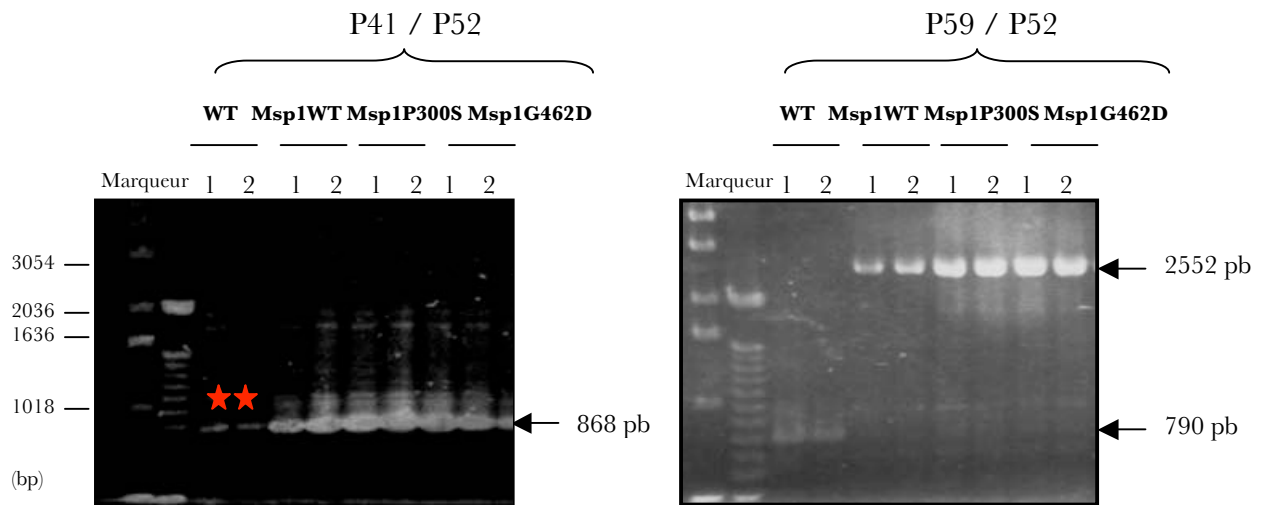 P41 / P52
P59 / P52
WT Msp1WT Msp1P300S Msp1G462D
WT Msp1WT Msp1P300S Msp1G462D
Marqueur 1 2 1 2 1 2 1 2
Marqueur 1 2 1 2 1 2 1 2
3054
2552 pb
2036
1636
1018
868 pb
790 pb
(bp)